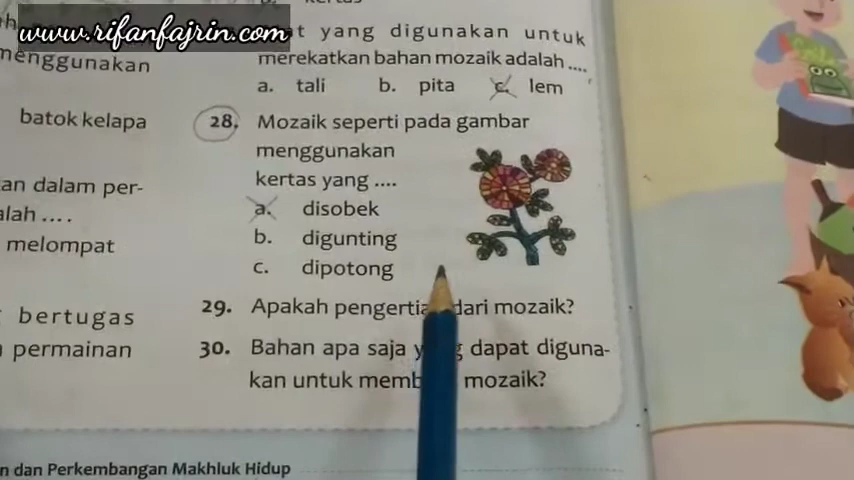 www.rifanfajrin.com
menggunakan
batok kelapa
an dalam per-
alah ....
melompat
bertugas
permainan
t yang digunakan untuk
merekatkan bahan mozaik adalah ....
a. tali b. pita c. lem
28. Mozaik seperti pada gambar
menggunakan
kertas yang ....
a. disobek
b. digunting
c. dipotong
29. Apakah pengertia dari mozaik?
30. Bahan apa saja y g dapat diguna-
kan untuk memb mozaik?
n dan Perkembangan Makhluk Hidup